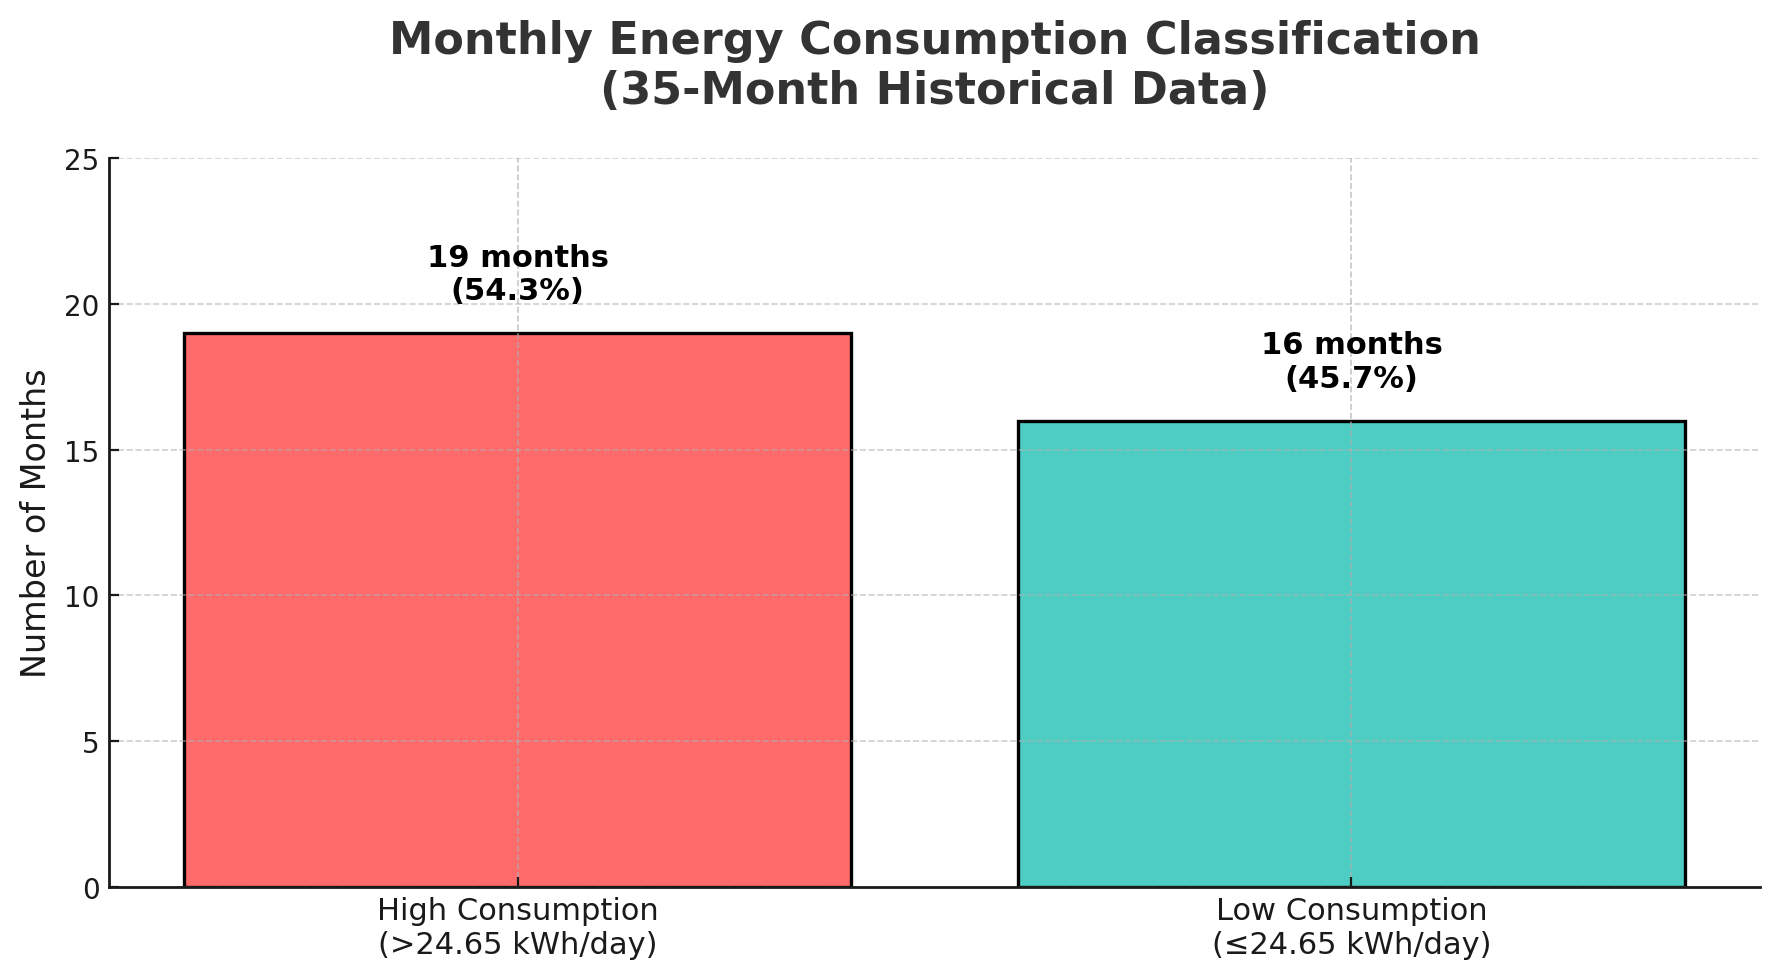 Monthly Energy Consumption Classification
(35-Month Historical Data)
25
20
15
10
5
0
Number of Months
19 months
(54.3%)
16 months
(45.7%)
High Consumption
(>24.65 kWh/day)
Low Consumption
(≤24.65 kWh/day)